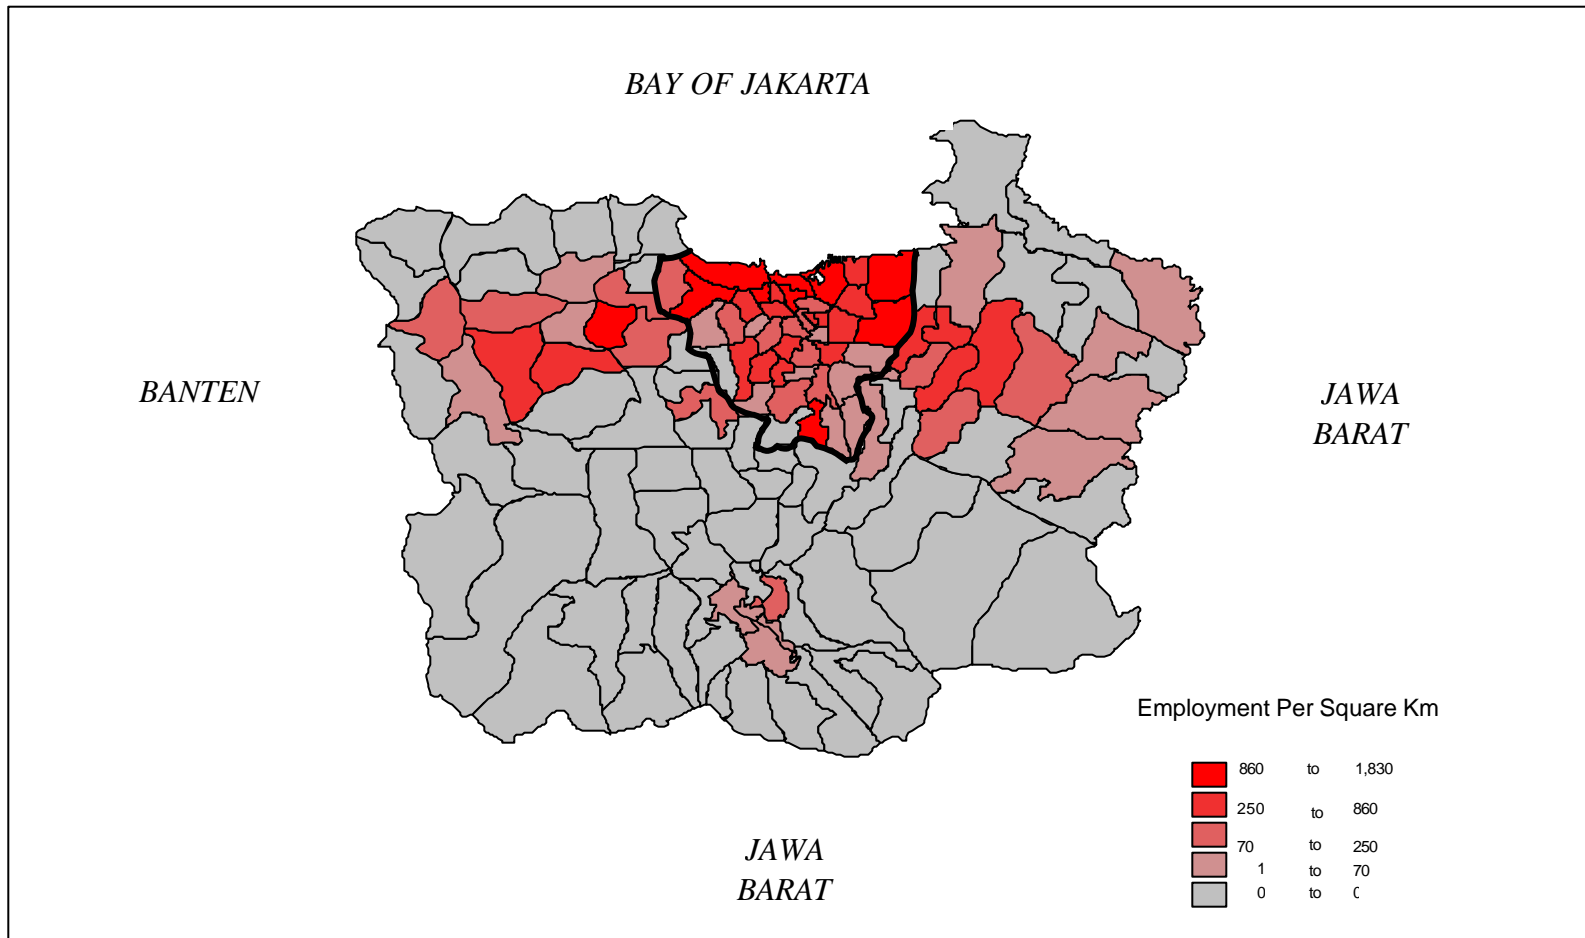 BAY OF JAKARTA
BANTEN
JAWA
BARAT
Employment Per Square Km
860 to 1,830
250 to 860
70 to 250
1 to 70
0 to
JAWA
BARAT